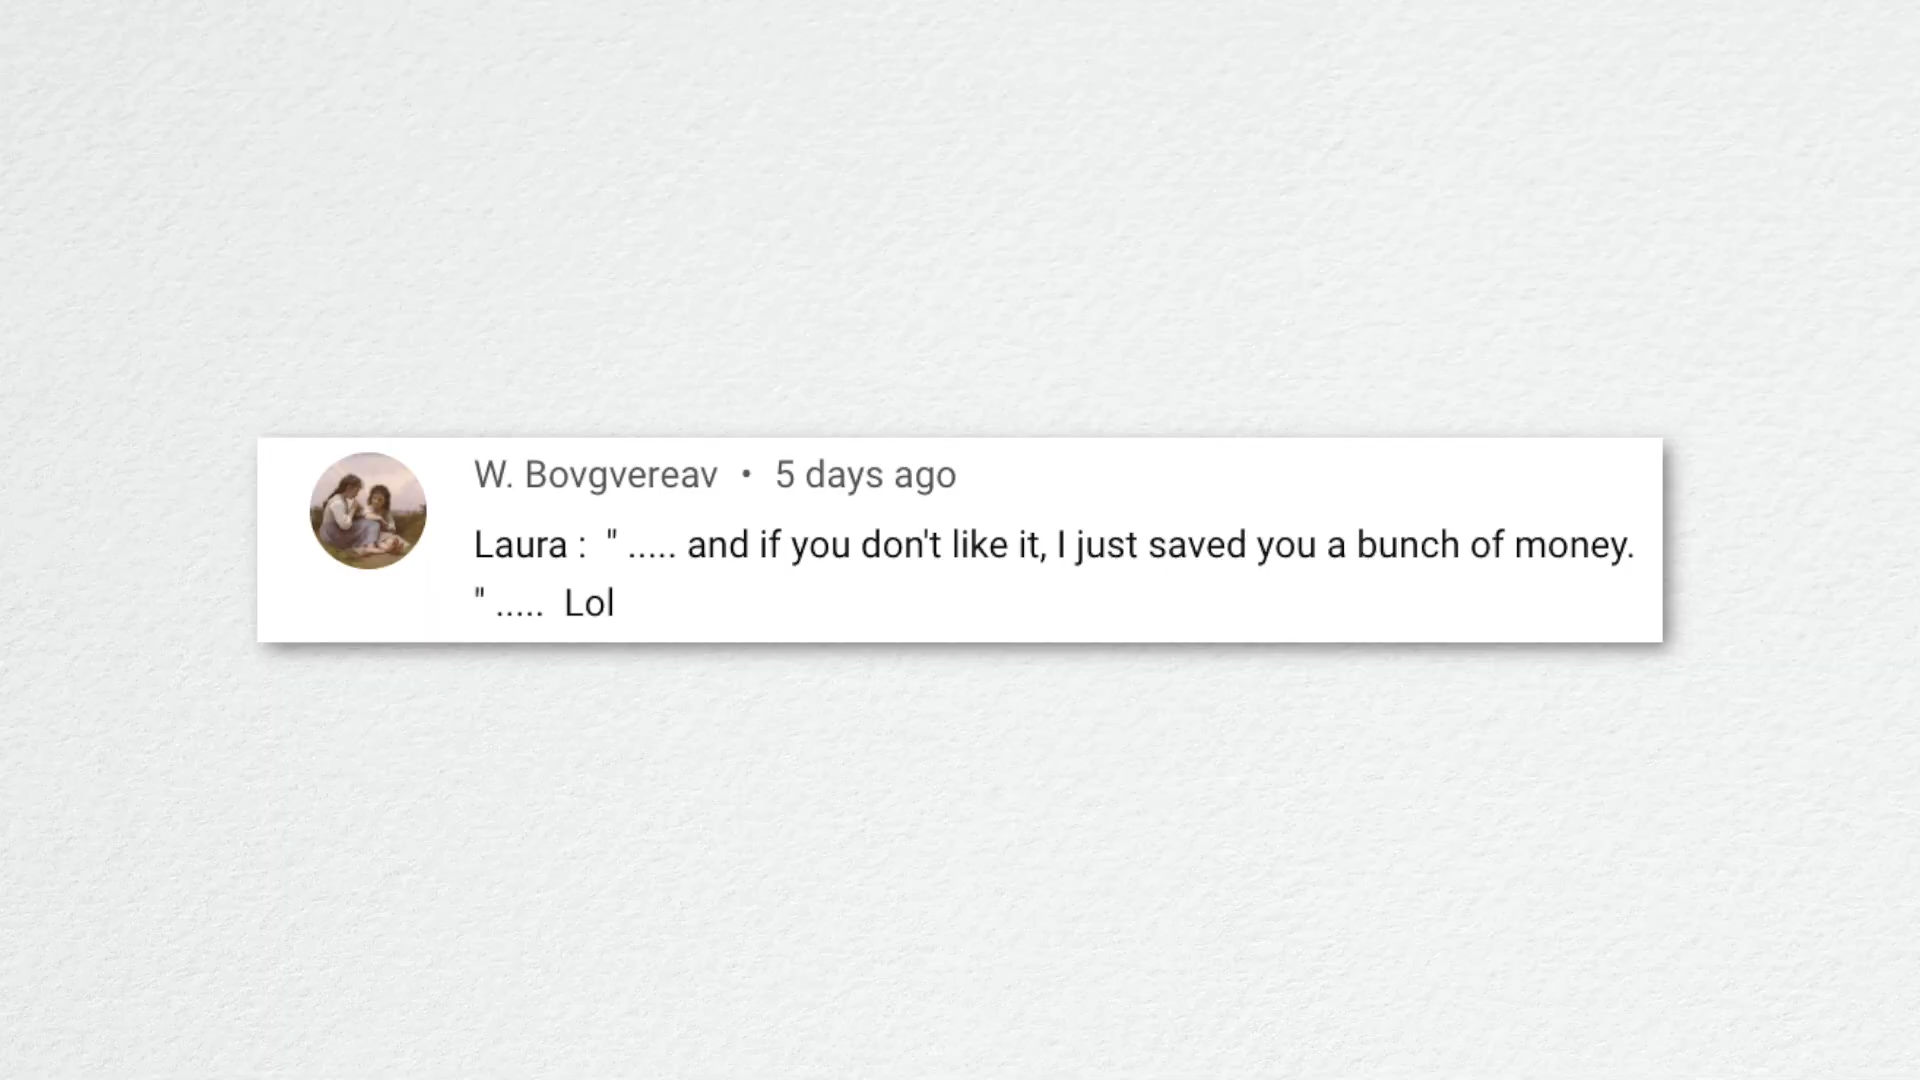 W. Bovgvereav • 5 days ago
Laura : " ..... and if you don't like it, I just saved you a bunch of money.
" ..... Lol